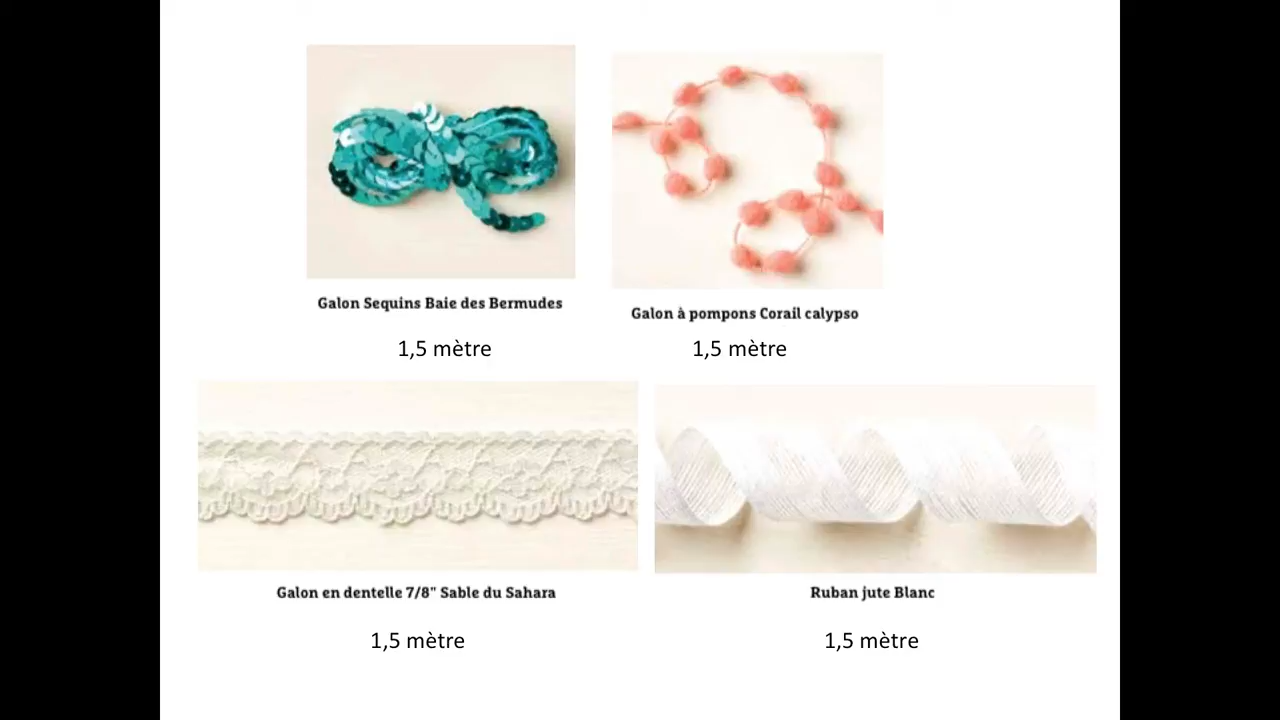 Galon Sequins Baie des Bermudes
Galon à pompons Corail calypso
1,5 mètre
1,5 mètre
Galon en dentelle 7/8" Sable du Sahara
Ruban jute Blanc
1,5 mètre
1,5 mètre